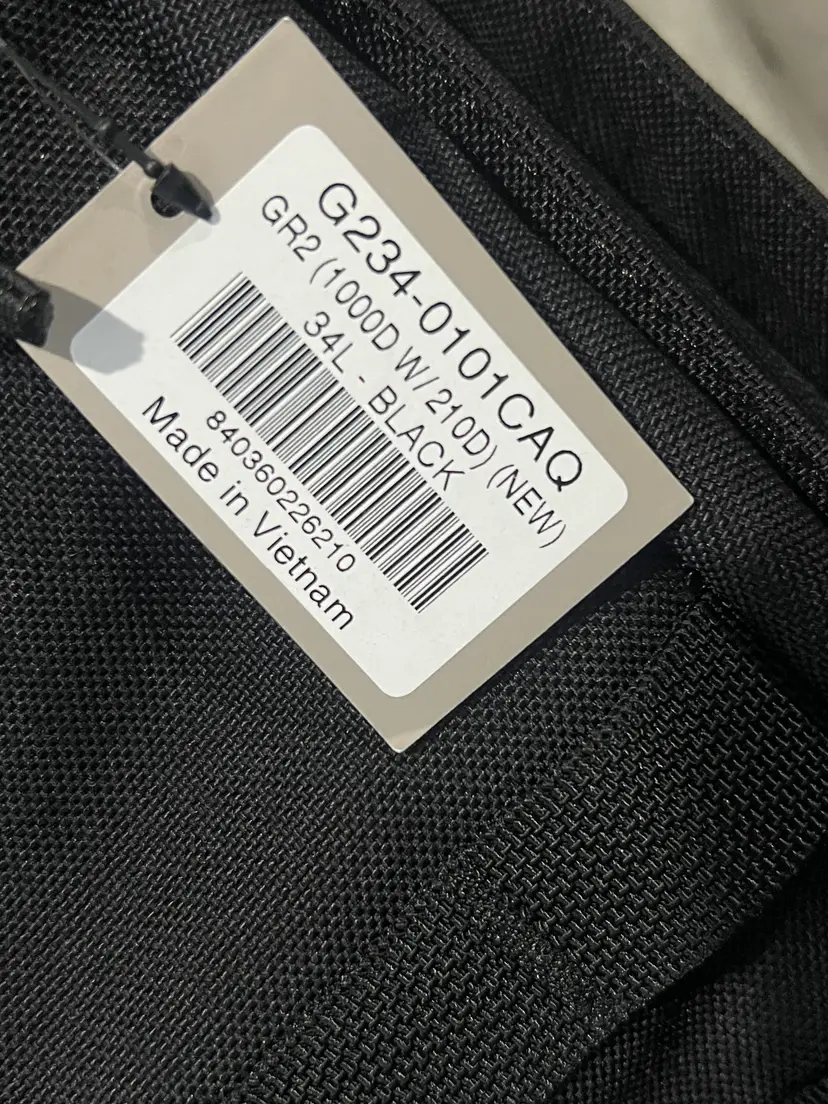 G234-0101CAQ
GR2 (1000D W/210D) (NEW)
34L - BLACK
840360226210
Made in Vietnam